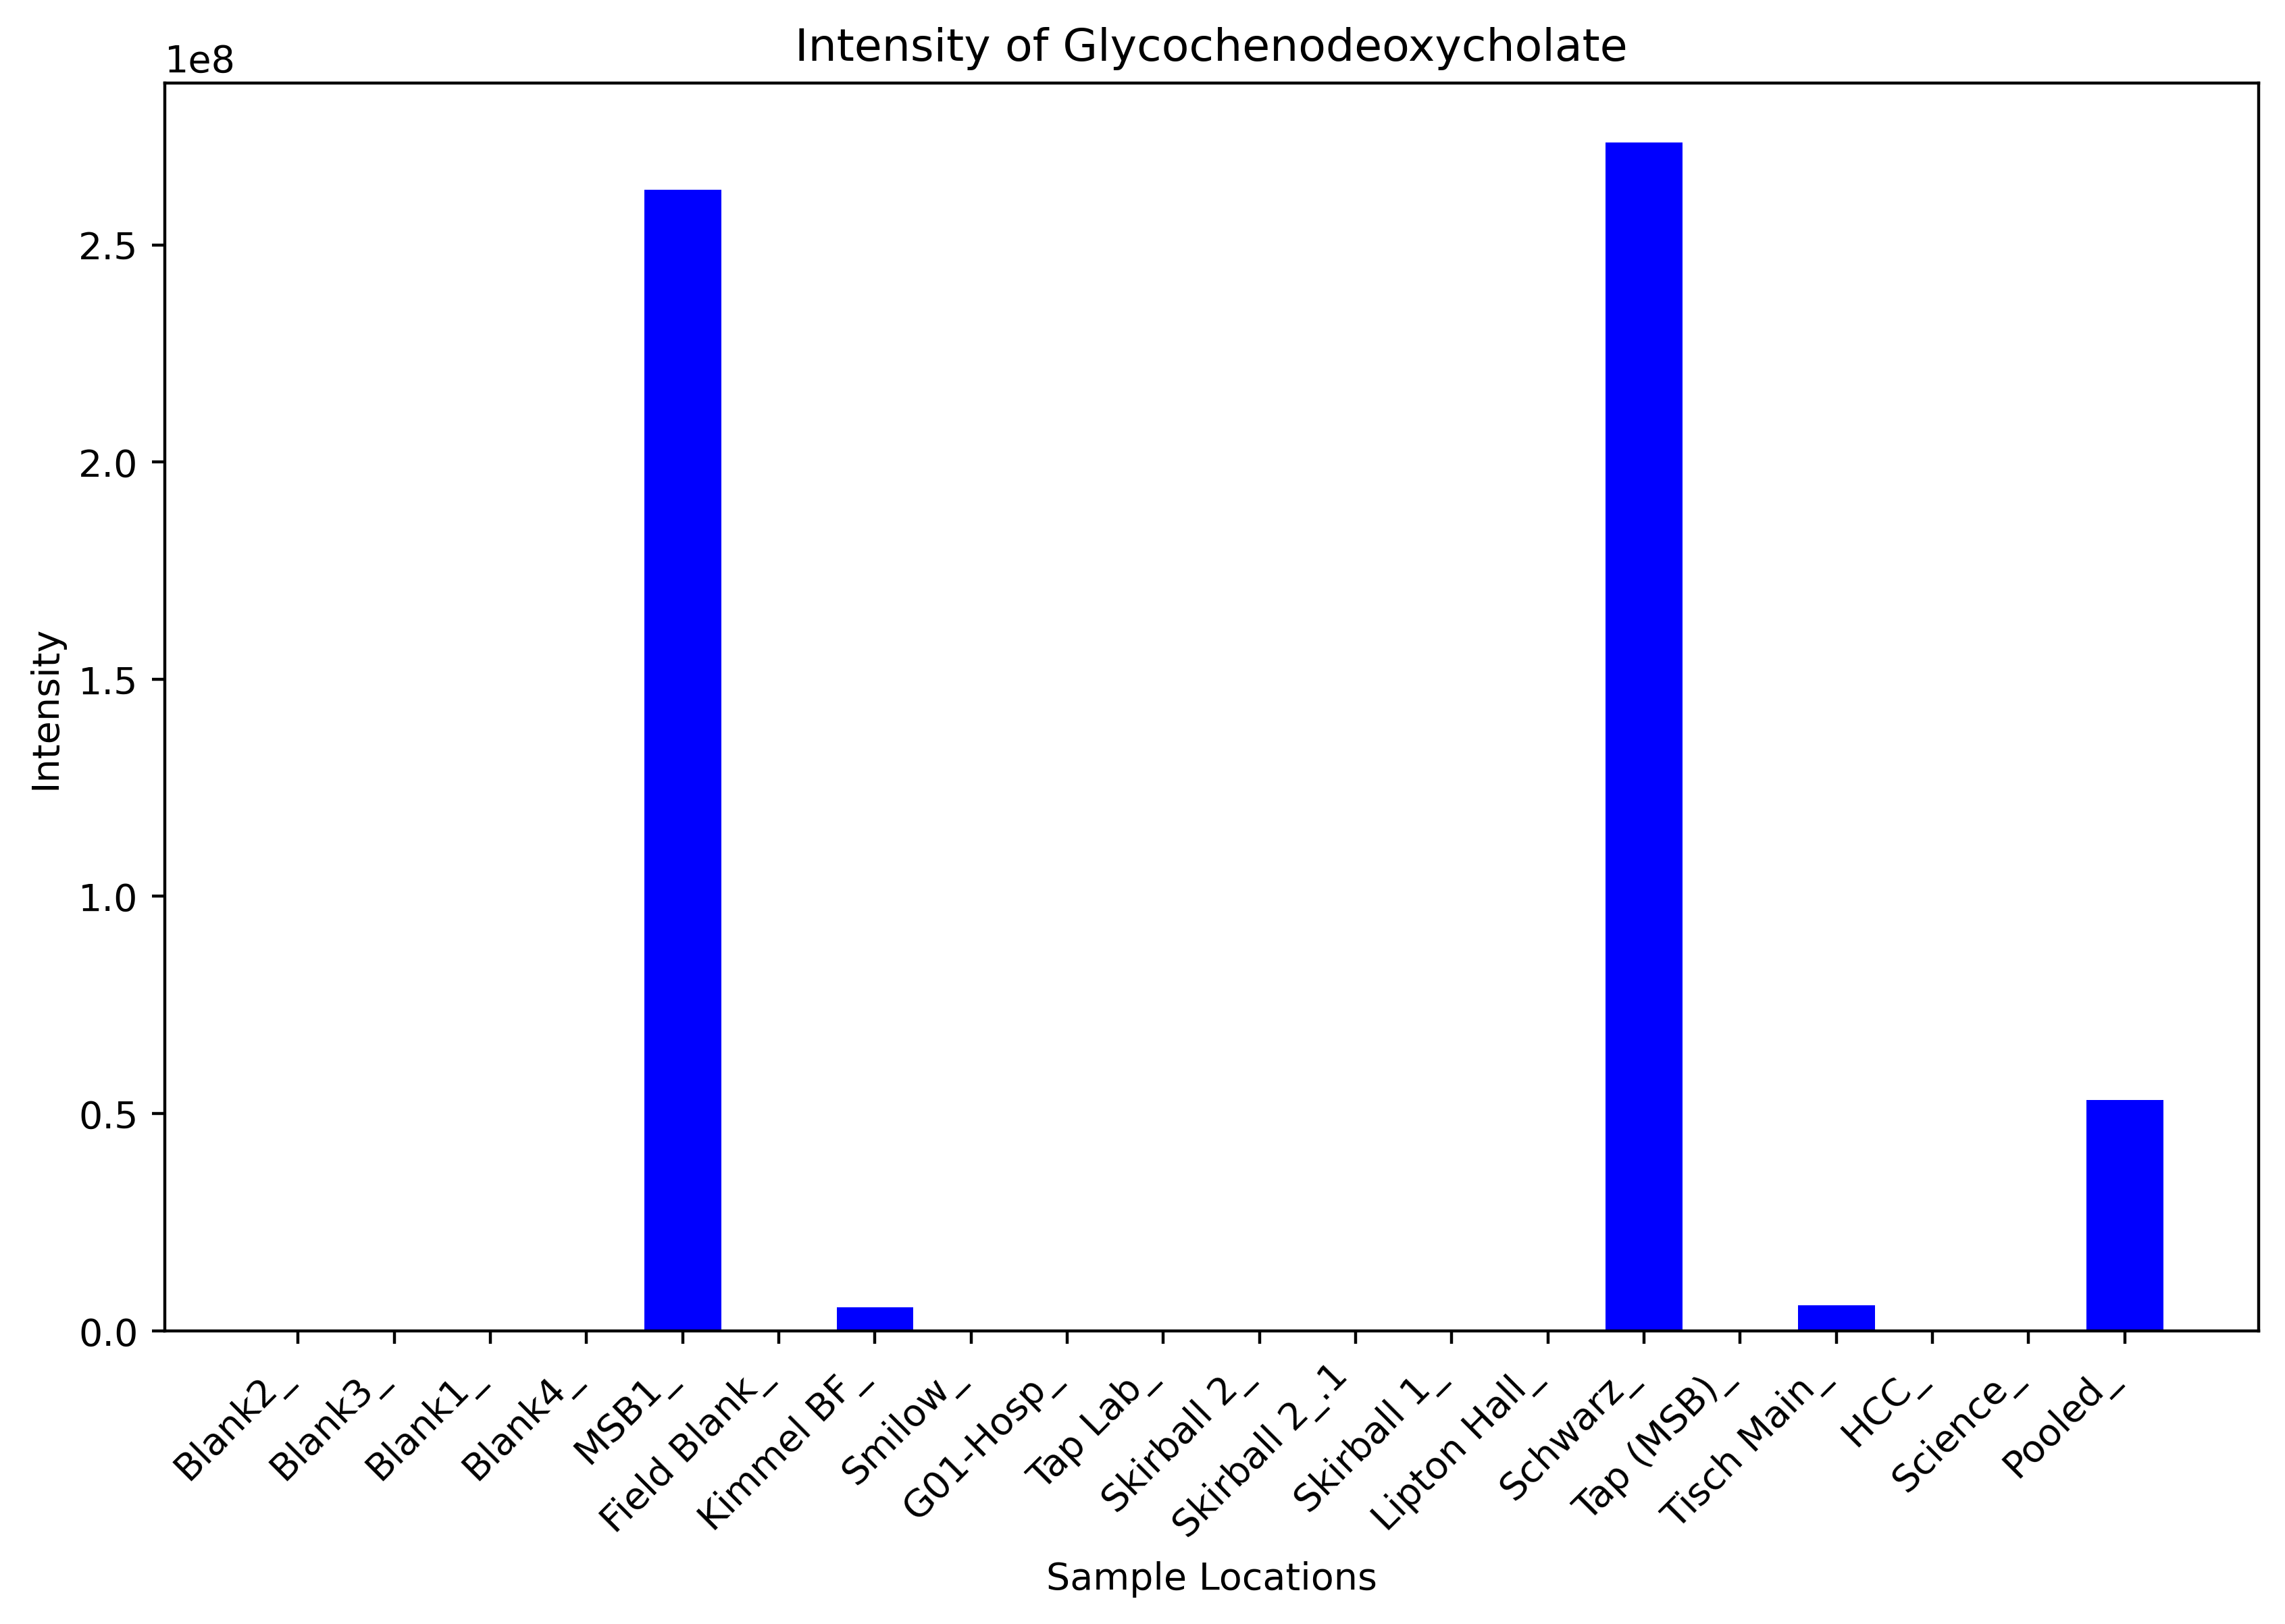 Intensity of Glycochenodeoxycholate
1e8
2.5
2.0
1.5
1.0
0.5
0.0
Intensity
Blank2_
Blank3_
Blank1_
Blank4_
MSB1_
Field Blank_
Kimmel BF_
Smilow_
G01-Hosp_
Tap Lab_
Skirball 2_
Skirball 2_.1
Skirball 1_
Lipton Hall_
Schwarz_
Tap (MSB)_
Tisch Main_
HCC_
Science_
Pooled_
Sample Locations